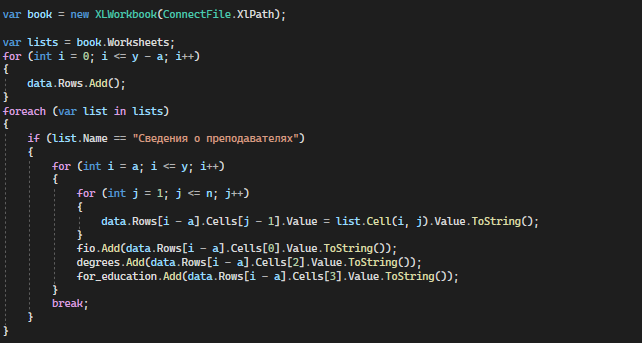 var book = new XLWorkbook(ConnectFile.XlPath);
var lists = book.Worksheets;
for (int i = 0; i <= y - a; i++)
{
data.Rows.Add();
}
foreach (var list in lists)
{
if (list.Name == "Сведения о преподавателях")
{
for (int i = a; i <= y; i++)
{
for (int j = 1; j <= n; j++)
{
data.Rows[i - a].Cells[j - 1].Value = list.Cell(i, j).Value.ToString();
}
fio.Add(data.Rows[i - a].Cells[0].Value.ToString());
degrees.Add(data.Rows[i - a].Cells[2].Value.ToString());
for_education.Add(data.Rows[i - a].Cells[3].Value.ToString());
}
break;
}
}